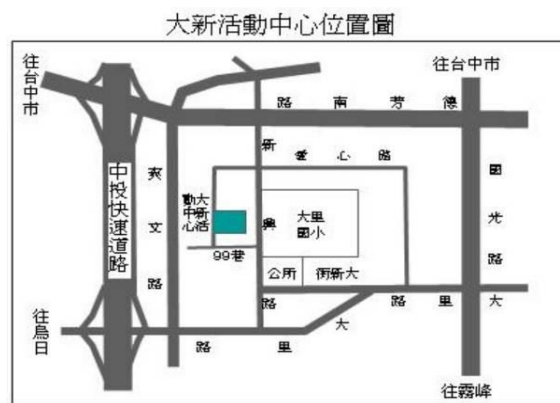 大新活動中心位置圖
往台中市
往台中市
路南芳德
新興路
愛心路
中投快速道路
爽文路
國光路
大新活
動中心
大里
國小
99巷
公所
街新大
路里大
往烏日
路里大
往霧峰